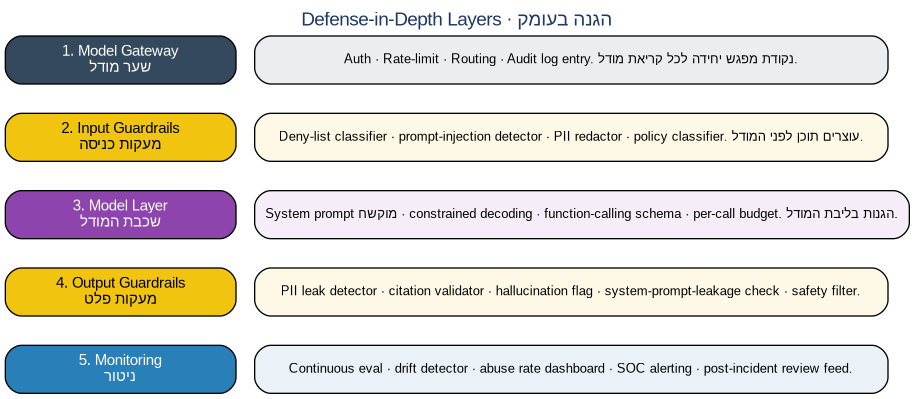 Defense-in-Depth Layers · הגנה בעומק
1. Model Gateway
שער מודל
Auth · Rate-limit · Routing · Audit log entry. נקודת מפגש יחידה לכל קריאת מודל.
2. Input Guardrails
מעקות כניסה
Deny-list classifier · prompt-injection detector · PII redactor · policy classifier. עוצרים תוכן לפני המודל.
3. Model Layer
שכבת המודל
System prompt מוקשח · constrained decoding · function-calling schema · per-call budget. הגנות בליבת המודל.
4. Output Guardrails
מעקות פלט
PII leak detector · citation validator · hallucination flag · system-prompt-leakage check · safety filter.
5. Monitoring
ניטור
Continuous eval · drift detector · abuse rate dashboard · SOC alerting · post-incident review feed.